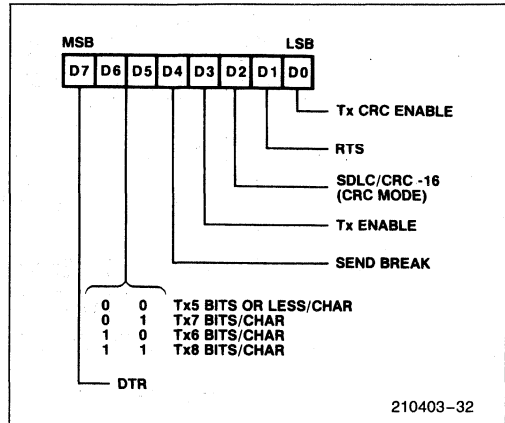 MSB LSB
D7 D6 D5 D4 D3 D2 D1 D0
Tx CRC ENABLE
RTS
SDLC/CRC -16
(CRC MODE)
Tx ENABLE
SEND BREAK
0 0 Tx5 BITS OR LESS/CHAR
0 1 Tx7 BITS/CHAR
1 0 Tx6 BITS/CHAR
1 1 Tx8 BITS/CHAR
DTR
210403-32